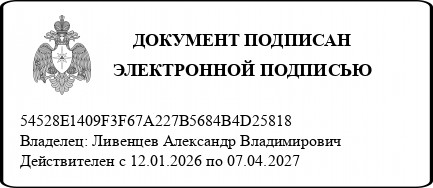 ДОКУМЕНТ ПОДПИСАН
ЭЛЕКТРОННОЙ ПОДПИСЬЮ
54528E1409F3F67A227B5684B4D25818
Владелец: Ливенцев Александр Владимирович
Действителен с 12.01.2026 по 07.04.2027